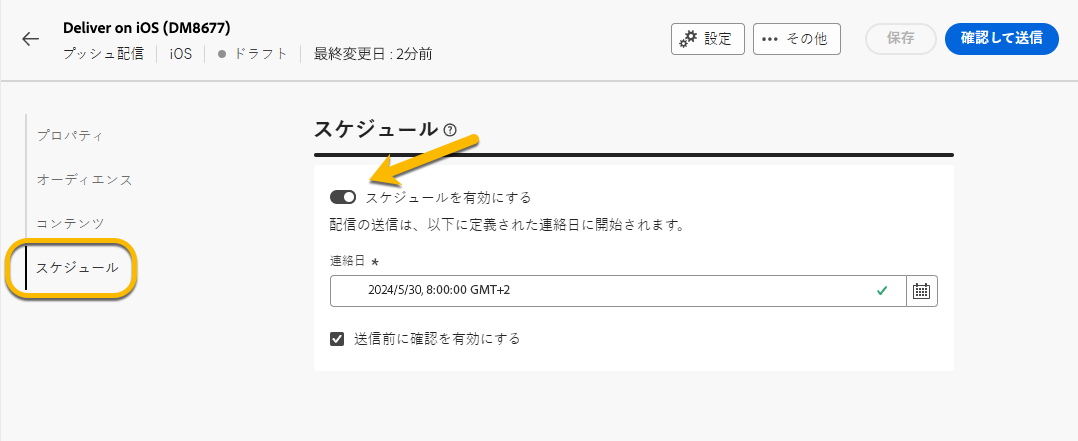 Deliver on iOS (DM8677)
プッシュ配信 iOS ドラフト 最終変更日 : 2分前
設定
その他
保存
確認して送信
プロパティ
オーディエンス
コンテンツ
スケジュール
スケジュール
スケジュールを有効にする
配信の送信は、以下に定義された連絡日に開始されます。
連絡日 *
2024/5/30, 8:00:00 GMT+2
送信前に確認を有効にする